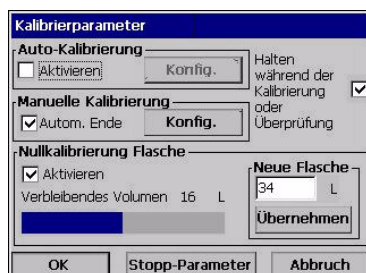 Kalibrierparameter
Auto-Kalibrierung
Aktivieren
Konfig.
Halten
während der
Kalibrierung
oder
Überprüfung
Manuelle Kalibrierung
Autom. Ende
Konfig.
Nullkalibrierung Flasche
Aktivieren
Verbleibendes Volumen 16 L
Neue Flasche
34 L
Übernehmen
OK
Stopp-Parameter
Abbruch